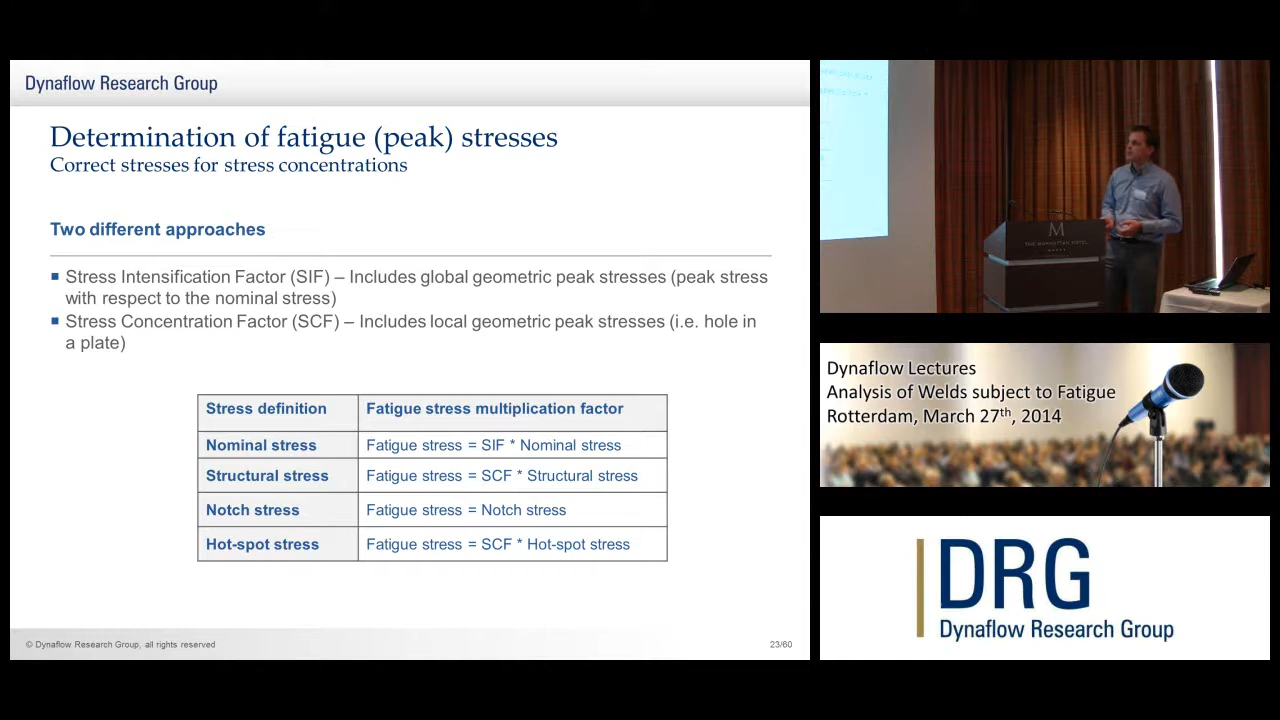 Dynaflow Research Group
Determination of fatigue (peak) stresses
Correct stresses for stress concentrations
Two different approaches
Stress Intensification Factor (SIF) – Includes global geometric peak stresses (peak stress
with respect to the nominal stress)
Stress Concentration Factor (SCF) – Includes local geometric peak stresses (i.e. hole in
a plate)
Stress definition Fatigue stress multiplication factor
Nominal stress Fatigue stress = SIF * Nominal stress
Structural stress Fatigue stress = SCF * Structural stress
Notch stress Fatigue stress = Notch stress
Hot-spot stress Fatigue stress = SCF * Hot-spot stress
© Dynaflow Research Group, all rights reserved
23/60
M
THE MANHATTAN HOTEL
Dynaflow Lectures
Analysis of Welds subject to Fatigue
Rotterdam, March 27th, 2014
DRG
Dynaflow Research Group